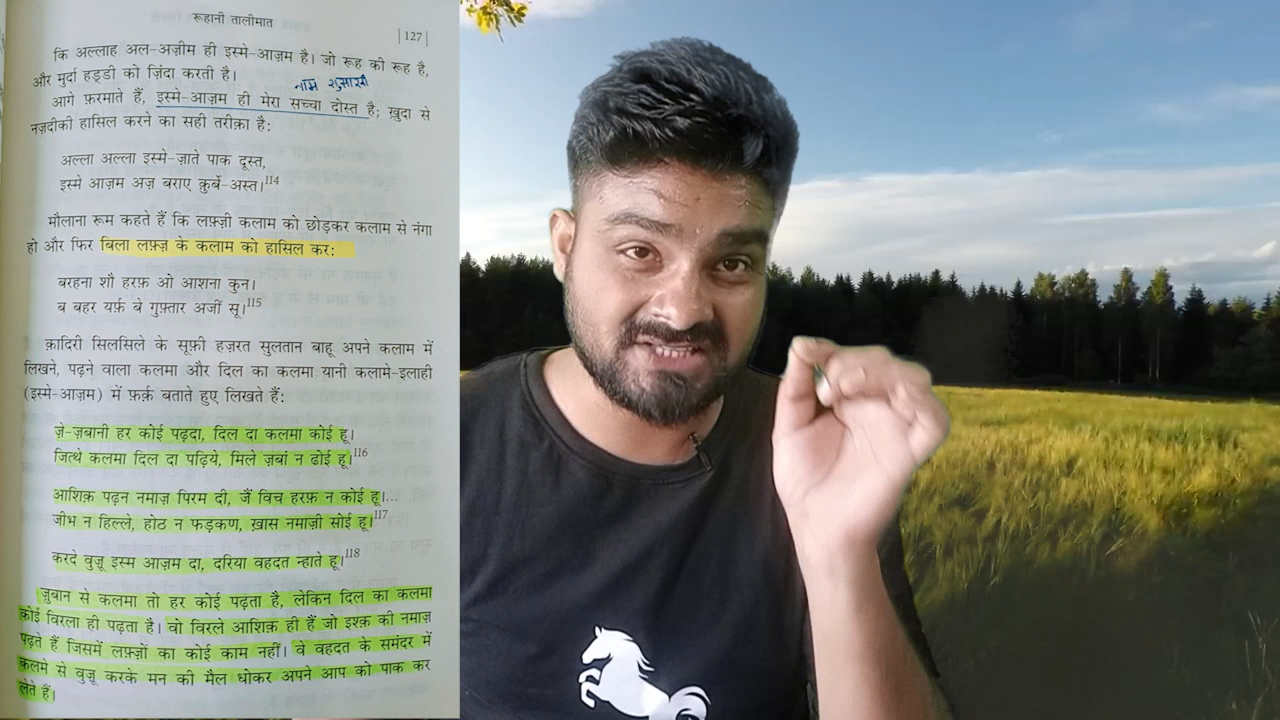 रूहानी तालीमात
|127|
कि अल्लाह अल-अज़ीम ही इस्मे-आज़म है। जो रूह की रूह है,
और मुर्दा हड्डी को ज़िंदा करती है।
नाम
आगे फ़रमाते हैं, इस्मे-आज़म ही मेरा सच्चा दोस्त है; ख़ुदा से
नज़दीकी हासिल करने का सही तरीक़ा है:
अल्ला अल्ला इस्मे-ज़ाते पाक दूस्त,
इस्मे आज़म अज़ बराए क़ुर्बे-अस्त।114
मौलाना रूम कहते हैं कि लफ़्ज़ी कलाम को छोड़कर कलाम से नंगा
हो और फिर बिला लफ़्ज़ के कलाम को हासिल कर:
बरहना शौ हरफ़ ओ आशना कुन।
ब बहर यर्फ़ बे गुफ़्तार अजीं सू।115
क़ादिरी सिलसिले के सूफ़ी हज़रत सुलतान बाहू अपने कलाम में
लिखने, पढ़ने वाला कलमा और दिल का कलमा यानी कलामे-इलाही
(इस्मे-आज़म) में फ़र्क़ बताते हुए लिखते हैं:
ज़े-ज़बानी हर कोई पढ़दा, दिल दा कलमा कोई हू।
जित्थे कलमा दिल दा पढ़िये, मिले ज़बां न ढोई हू।116
आशिक़ पढ़न नमाज़ पिरम दी, जैं विच हरफ़ न कोई हू।...
जीभ न हिल्ले, होठ न फड़कण, ख़ास नमाज़ी सोई हू।117
करदे वुज़ू इस्म आज़म दा, दरिया वहदत न्हाते हू।118
ज़ुबान से कलमा तो हर कोई पढ़ता है, लेकिन दिल का कलमा
कोई विरला ही पढ़ता है। वो विरले आशिक़ ही हैं जो इश्क़ की नमाज़
पढ़ते हैं जिसमें लफ़्ज़ों का कोई काम नहीं। वे वहदत के समंदर में
कलमे से वुज़ू करके मन की मैल धोकर अपने आप को पाक कर
लेते हैं।